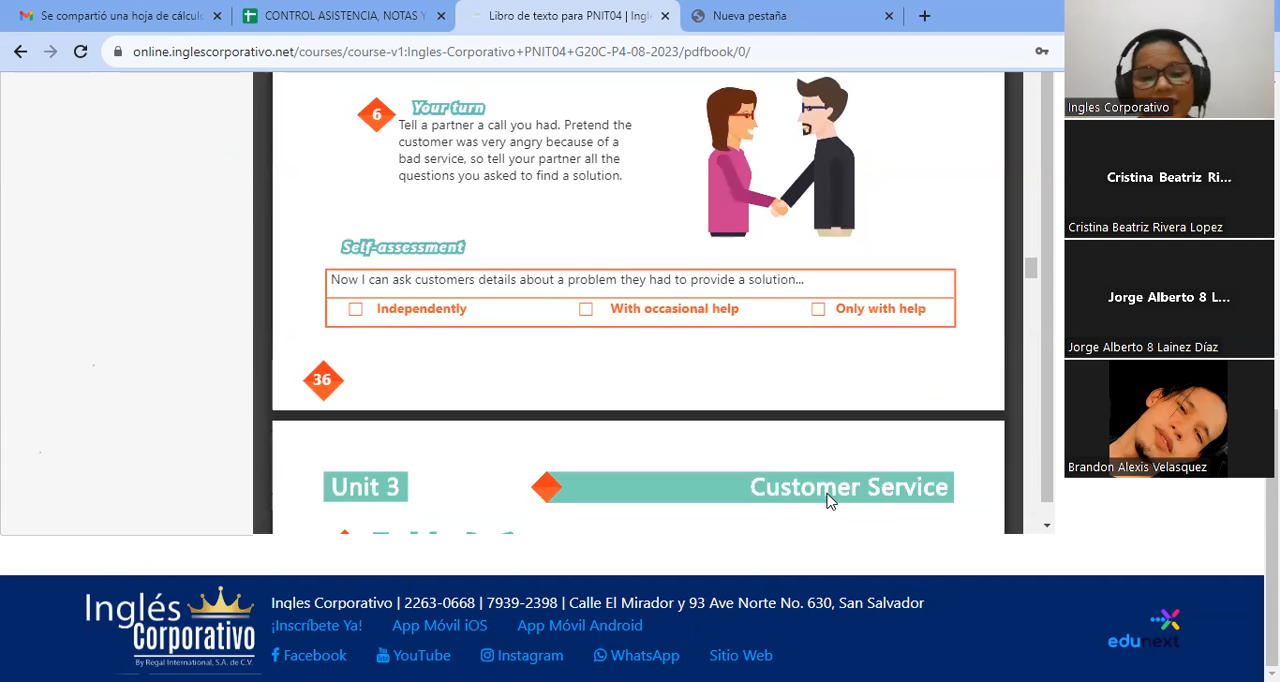 Se compartió una hoja de cálculo
CONTROL ASISTENCIA, NOTAS Y
Libro de texto para PNIT04 | Ingl
Nueva pestaña
online.inglescorporativo.net/courses/course-v1:Ingles-Corporativo+PNIT04+G20C-P4-08-2023/pdfbook/0/
6
Your turn
Tell a partner a call you had. Pretend the
customer was very angry because of a
bad service, so tell your partner all the
questions you asked to find a solution.
Self-assessment
Now I can ask customers details about a problem they had to provide a solution...
Independently
With occasional help
Only with help
36
Unit 3
Customer Service
Ingles Corporativo
Cristina Beatriz Ri...
Cristina Beatriz Rivera Lopez
Jorge Alberto 8 L...
Jorge Alberto 8 Lainez Díaz
Brandon Alexis Velasquez
Inglés
Corporativo
By Regal International, S.A. de C.V.
Ingles Corporativo | 2263-0668 | 7939-2398 | Calle El Mirador y 93 Ave Norte No. 630, San Salvador
¡Inscríbete Ya!
App Móvil iOS
App Móvil Android
Facebook
YouTube
Instagram
WhatsApp
Sitio Web
edunext